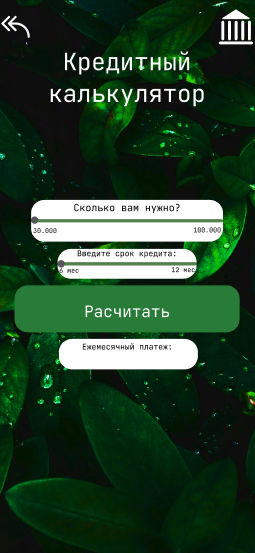 Кредитный
калькулятор
Сколько вам нужно?
30.000 100.000
Введите срок кредита:
6 мес 12 мес
Расчитать
Ежемесячный платеж: